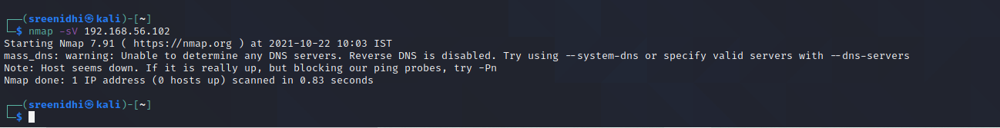 ┌──(sreenidhi㉿kali)-[~]
└─$ nmap -sV 192.168.56.102
Starting Nmap 7.91 ( https://nmap.org ) at 2021-10-22 10:03 IST
mass_dns: warning: Unable to determine any DNS servers. Reverse DNS is disabled. Try using --system-dns or specify valid servers with --dns-servers
Note: Host seems down. If it is really up, but blocking our ping probes, try -Pn
Nmap done: 1 IP address (0 hosts up) scanned in 0.83 seconds
┌──(sreenidhi㉿kali)-[~]
└─$